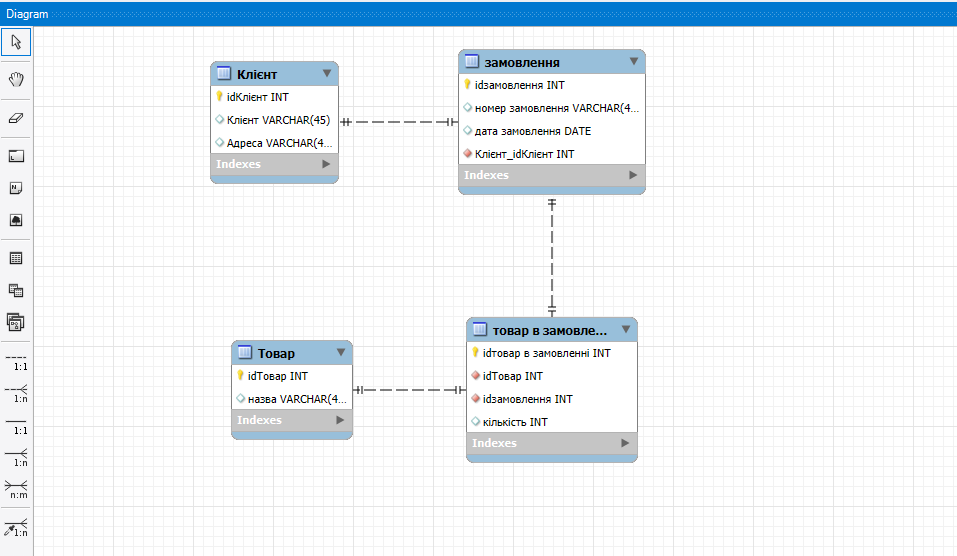 Diagram
Клієнт
idКлієнт INT
Клієнт VARCHAR(45)
Адреса VARCHAR(4...
Indexes
замовлення
idзамовлення INT
номер замовлення VARCHAR(4...
дата замовлення DATE
Клієнт_idКлієнт INT
Indexes
Товар
idТовар INT
назва VARCHAR(4...
Indexes
товар в замовле...
idтовар в замовленні INT
idТовар INT
idзамовлення INT
кількість INT
Indexes
1:1
1:n
1:1
1:n
n:m
1:n